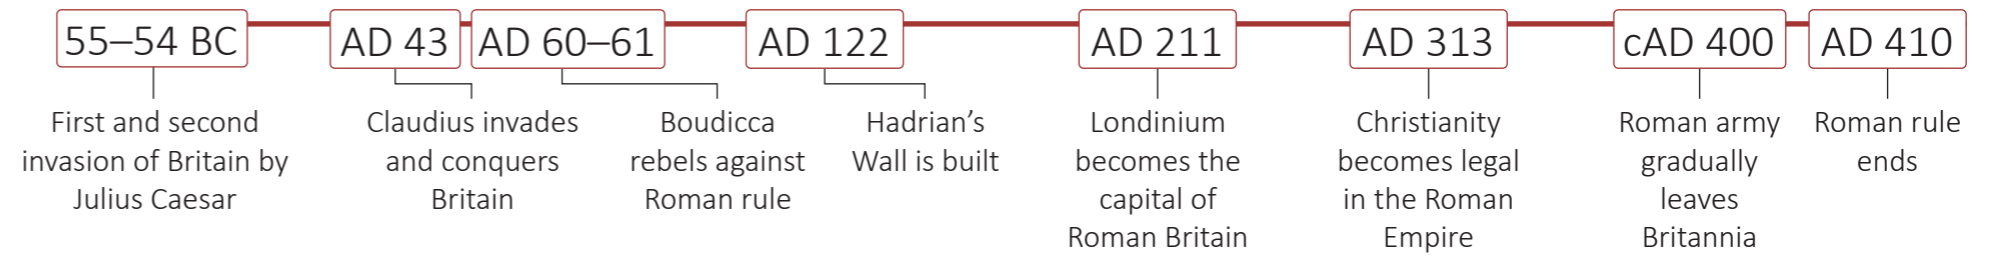 55–54 BC
First and second
invasion of Britain by
Julius Caesar
AD 43
Claudius invades
and conquers
Britain
AD 60–61
Boudicca
rebels against
Roman rule
AD 122
Hadrian’s
Wall is built
AD 211
Londinium
becomes the
capital of
Roman Britain
AD 313
Christianity
becomes legal
in the Roman
Empire
cAD 400
Roman army
gradually
leaves
Britannia
AD 410
Roman rule
ends